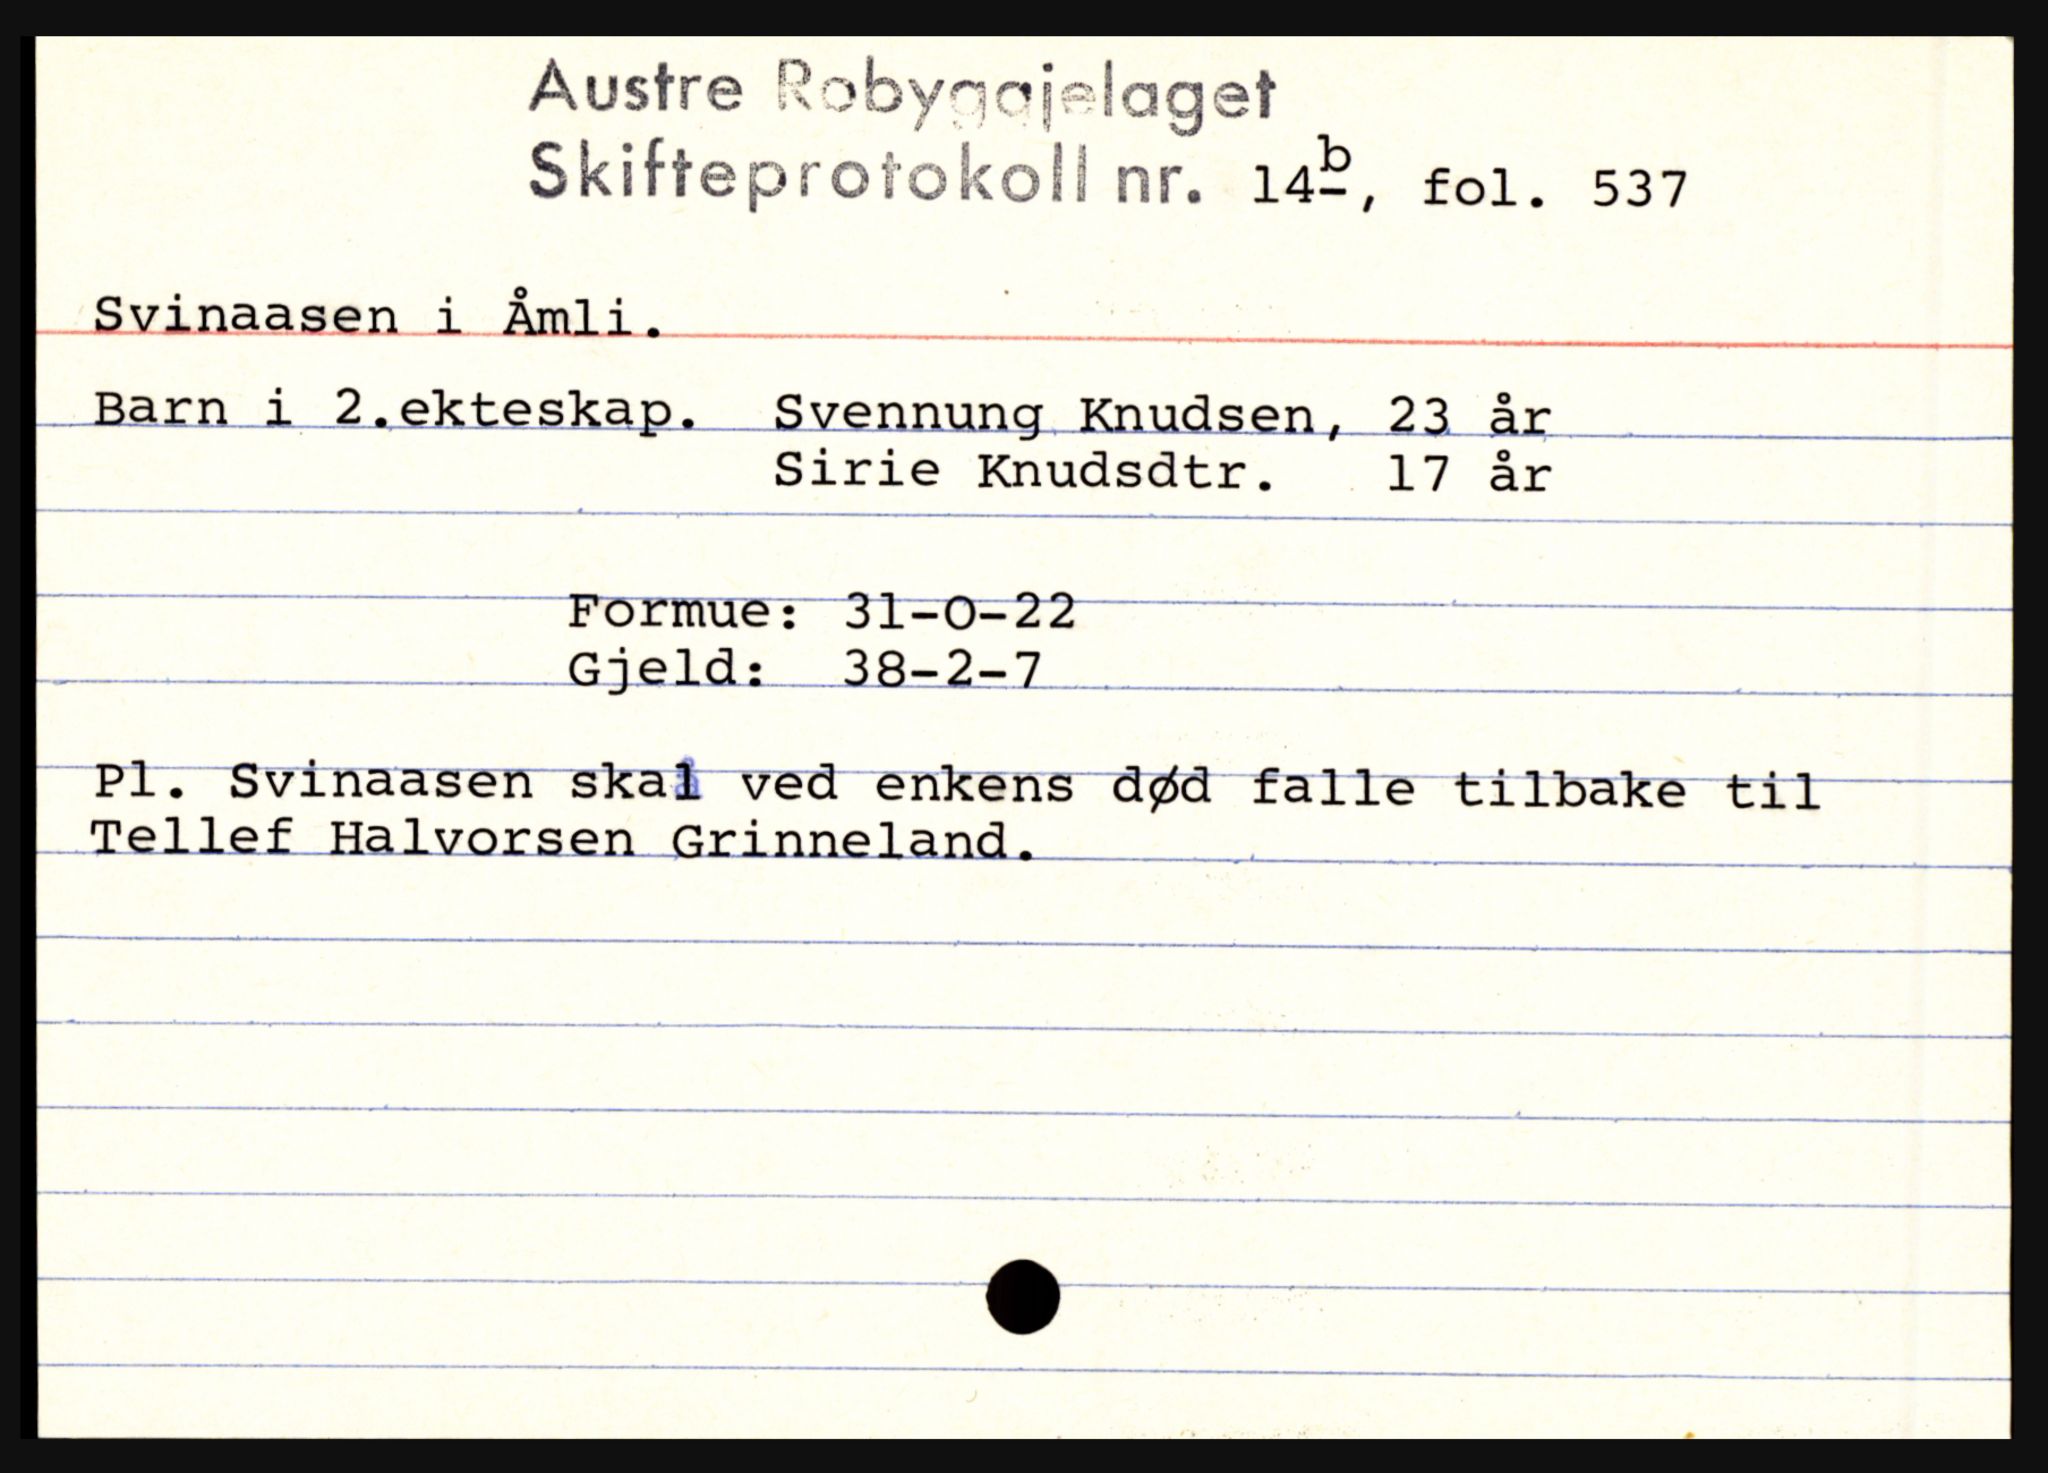 Austre Robyggjelaget
Skifteprotokoll nr. 14b, fol. 537
Svinaasen i Åmli.
Barn i 2.ekteskap. Svennung Knudsen, 23 år
Sirie Knudsdtr. 17 år
Formue: 31-0-22
Gjeld: 38-2-7
Pl. Svinaasen skal ved enkens død falle tilbake til
Tellef Halvorsen Grinneland.